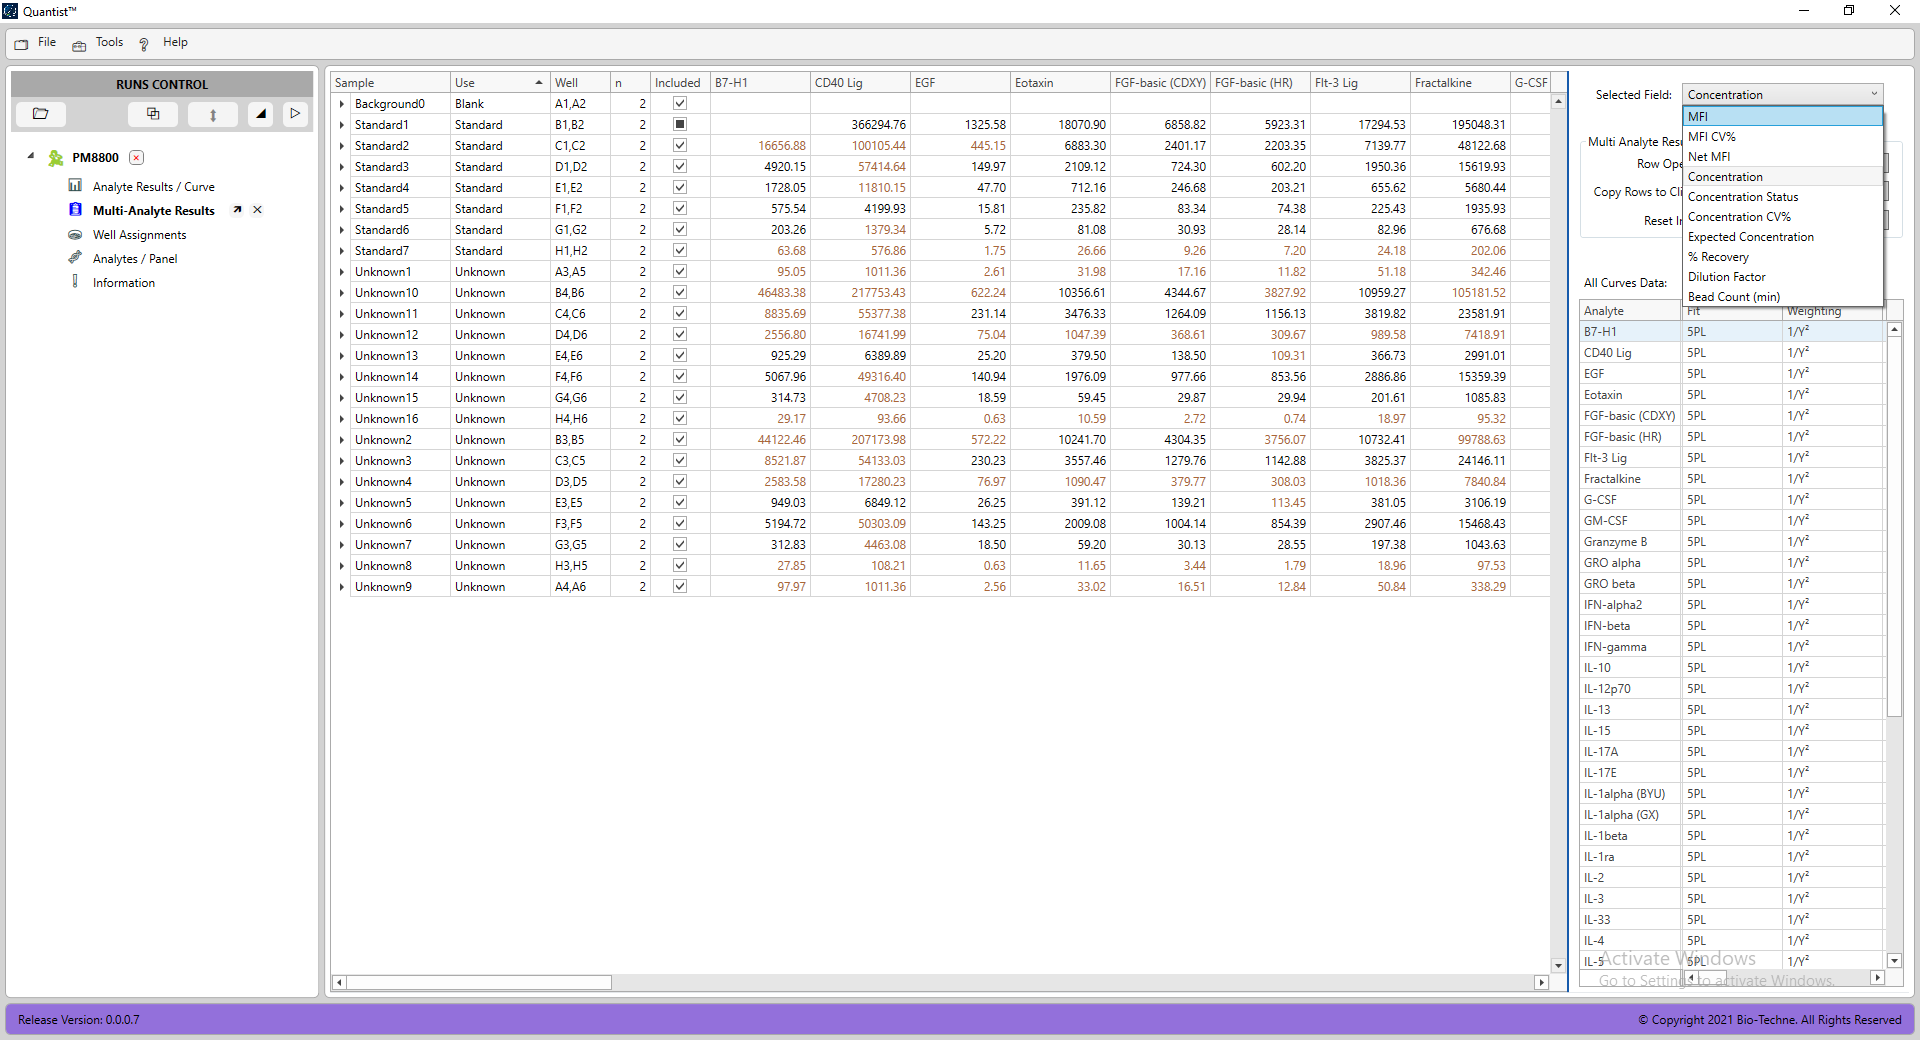 Quantist™
File Tools Help
RUNS CONTROL
PM8800
Analyte Results / Curve
Multi-Analyte Results
Well Assignments
Analytes / Panel
Information
Sample Use Well n Included B7-H1 CD40 Lig EGF Eotaxin FGF-basic (CDXY) FGF-basic (HR) Flt-3 Lig Fractalkine G-CSF
Background0 Blank A1,A2 2
Standard1 Standard B1,B2 2 366294.76 1325.58 18070.90 6858.82 5923.31 17294.53 195048.31
Standard2 Standard C1,C2 2 16656.88 100105.44 445.15 6883.30 2401.17 2203.35 7139.77 48122.68
Standard3 Standard D1,D2 2 4920.15 57414.64 149.97 2109.12 724.30 602.20 1950.36 15619.93
Standard4 Standard E1,E2 2 1728.05 11810.15 47.70 712.16 246.68 203.21 655.62 5680.44
Standard5 Standard F1,F2 2 575.54 4199.93 15.81 235.82 83.34 74.38 225.43 1935.93
Standard6 Standard G1,G2 2 203.26 1379.34 5.72 81.08 30.93 28.14 82.96 676.68
Standard7 Standard H1,H2 2 63.68 576.86 1.75 26.66 9.26 7.20 24.18 202.06
Unknown1 Unknown A3,A5 2 95.05 1011.36 2.61 31.98 17.16 11.82 51.18 342.46
Unknown10 Unknown B4,B6 2 46483.38 217753.43 622.24 10356.61 4344.67 3827.92 10959.27 105181.52
Unknown11 Unknown C4,C6 2 8835.69 55377.38 231.14 3476.33 1264.09 1156.13 3819.82 23581.91
Unknown12 Unknown D4,D6 2 2556.80 16741.99 75.04 1047.39 368.61 309.67 989.58 7418.91
Unknown13 Unknown E4,E6 2 925.29 6389.89 25.20 379.50 138.50 109.31 366.73 2991.01
Unknown14 Unknown F4,F6 2 5067.96 49316.40 140.94 1976.09 977.66 853.56 2886.86 15359.39
Unknown15 Unknown G4,G6 2 314.73 4708.23 18.59 59.45 29.87 29.94 201.61 1085.83
Unknown16 Unknown H4,H6 2 29.17 93.66 0.63 10.59 2.72 0.74 18.97 95.32
Unknown2 Unknown B3,B5 2 44122.46 207173.98 572.22 10241.70 4304.35 3756.07 10732.41 99788.63
Unknown3 Unknown C3,C5 2 8521.87 54133.03 230.23 3557.46 1279.76 1142.88 3825.37 24146.11
Unknown4 Unknown D3,D5 2 2583.58 17280.23 76.97 1090.47 379.77 308.03 1018.36 7840.84
Unknown5 Unknown E3,E5 2 949.03 6849.12 26.25 391.12 139.21 113.45 381.05 3106.19
Unknown6 Unknown F3,F5 2 5194.72 50303.09 143.25 2009.08 1004.14 854.39 2907.46 15468.43
Unknown7 Unknown G3,G5 2 312.83 4463.08 18.50 59.20 30.13 28.55 197.38 1043.63
Unknown8 Unknown H3,H5 2 27.85 108.21 0.63 11.65 3.44 1.79 18.96 97.53
Unknown9 Unknown A4,A6 2 97.97 1011.36 2.56 33.02 16.51 12.84 50.84 338.29
Selected Field: Concentration
MFI
MFI CV%
Net MFI
Concentration
Concentration Status
Concentration CV%
Expected Concentration
% Recovery
Dilution Factor
Bead Count (min)
Multi Analyte Resu
Row Ope
Copy Rows to Cli
Reset In
All Curves Data:
Analyte Fit Weighting
B7-H1 5PL 1/Y²
CD40 Lig 5PL 1/Y²
EGF 5PL 1/Y²
Eotaxin 5PL 1/Y²
FGF-basic (CDXY) 5PL 1/Y²
FGF-basic (HR) 5PL 1/Y²
Flt-3 Lig 5PL 1/Y²
Fractalkine 5PL 1/Y²
G-CSF 5PL 1/Y²
GM-CSF 5PL 1/Y²
Granzyme B 5PL 1/Y²
GRO alpha 5PL 1/Y²
GRO beta 5PL 1/Y²
IFN-alpha2 5PL 1/Y²
IFN-beta 5PL 1/Y²
IFN-gamma 5PL 1/Y²
IL-10 5PL 1/Y²
IL-12p70 5PL 1/Y²
IL-13 5PL 1/Y²
IL-15 5PL 1/Y²
IL-17A 5PL 1/Y²
IL-17E 5PL 1/Y²
IL-1alpha (BYU) 5PL 1/Y²
IL-1alpha (GX) 5PL 1/Y²
IL-1beta 5PL 1/Y²
IL-1ra 5PL 1/Y²
IL-2 5PL 1/Y²
IL-3 5PL 1/Y²
IL-33 5PL 1/Y²
IL-4 5PL 1/Y²
IL-5 5PL 1/Y²
Activate Windows
Go to Settings to activate Windows.
Release Version: 0.0.0.7
© Copyright 2021 Bio-Techne. All Rights Reserved